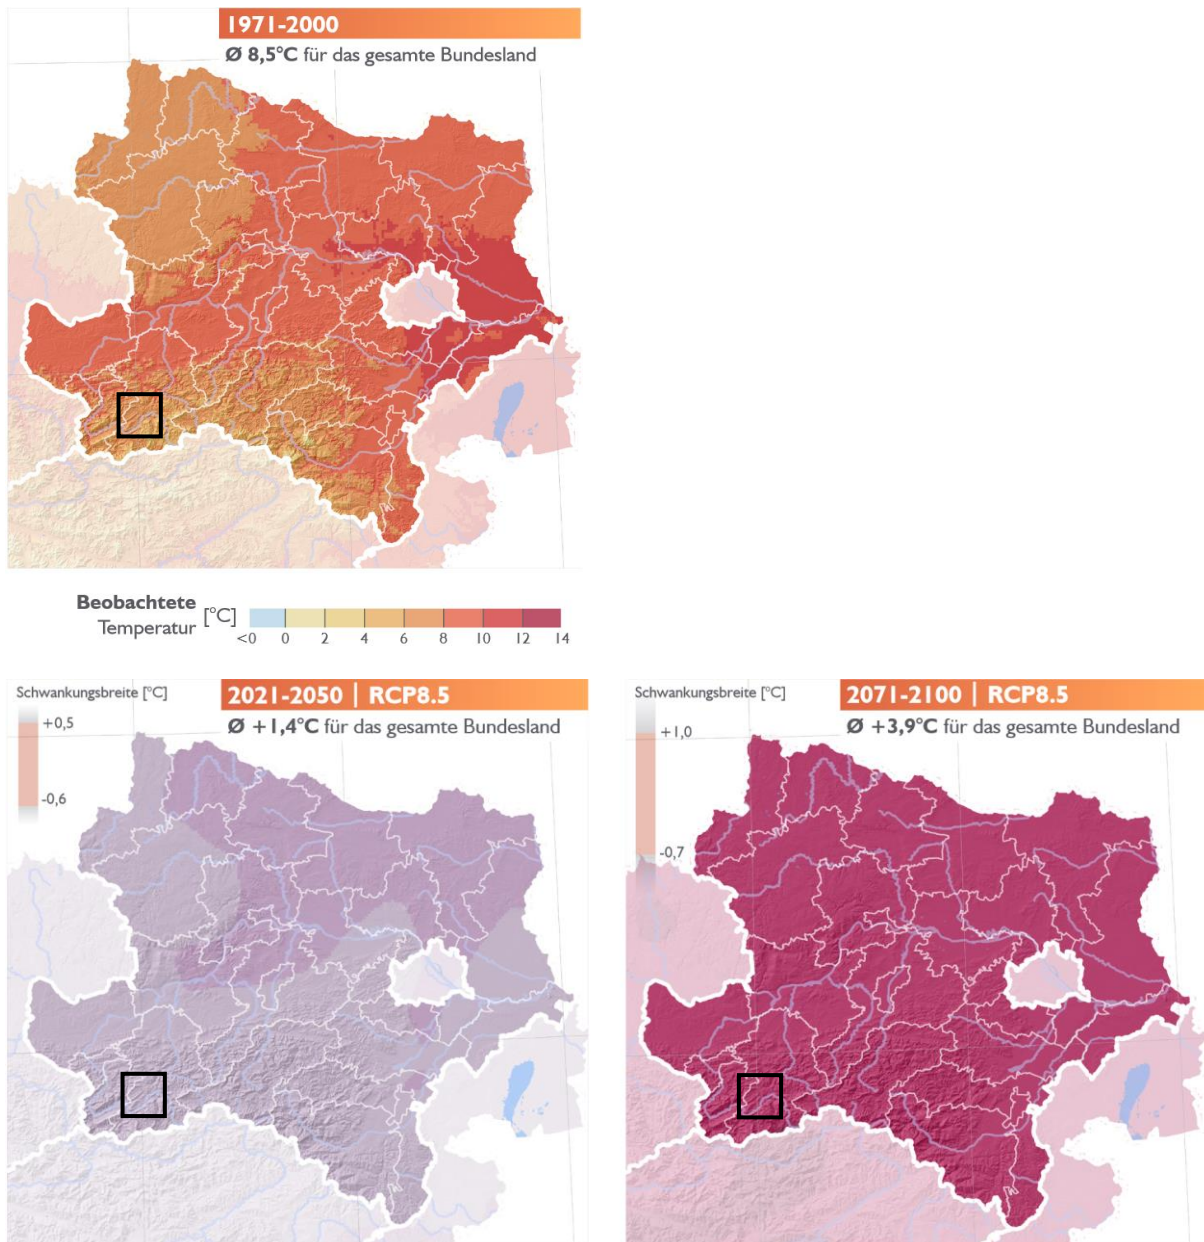 1971-2000
Ø 8,5°C für das gesamte Bundesland
Beobachtete
Temperatur
[°C]
<0 0 2 4 6 8 10 12 14
Schwankungsbreite [°C]
+0,5
-0,6
2021-2050 | RCP8.5
Ø +1,4°C für das gesamte Bundesland
Schwankungsbreite [°C]
+1,0
-0,7
2071-2100 | RCP8.5
Ø +3,9°C für das gesamte Bundesland